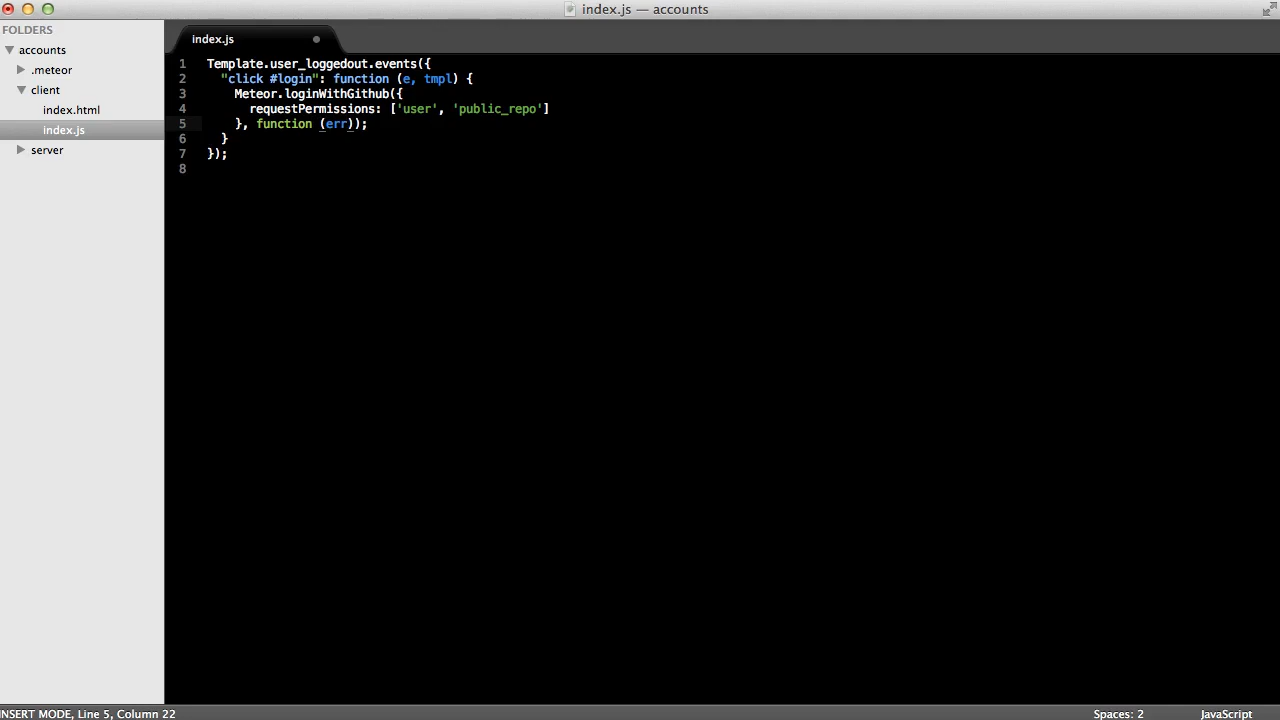 index.js — accounts
FOLDERS
accounts
.meteor
client
index.html
index.js
server
index.js
1 Template.user_loggedout.events({
2 "click #login": function (e, tmpl) {
3 Meteor.loginWithGithub({
4 requestPermissions: ['user', 'public_repo']
5 }, function (err));
6 }
7 });
8
INSERT MODE, Line 5, Column 22
Spaces: 2
JavaScript